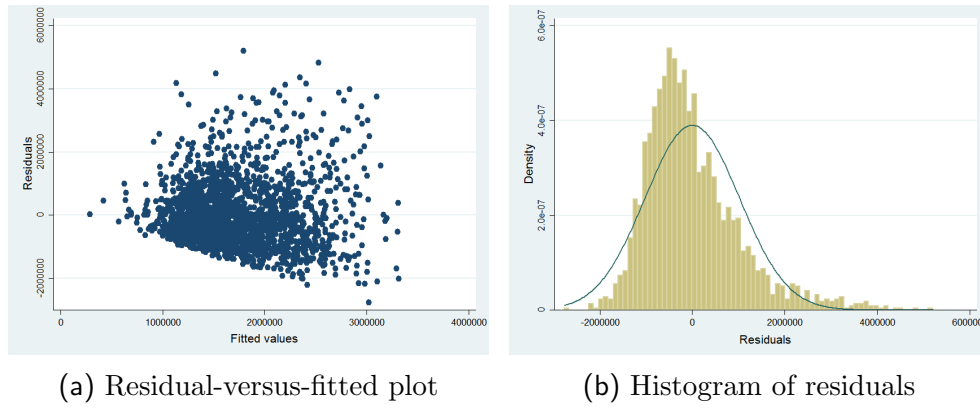 6000000
4000000
2000000
0
-2000000
Residuals
0
1000000
2000000
3000000
4000000
Fitted values
(a) Residual-versus-fitted plot
6.0e-07
4.0e-07
2.0e-07
0
Density
-2000000
0
2000000
4000000
600000
Residuals
(b) Histogram of residuals